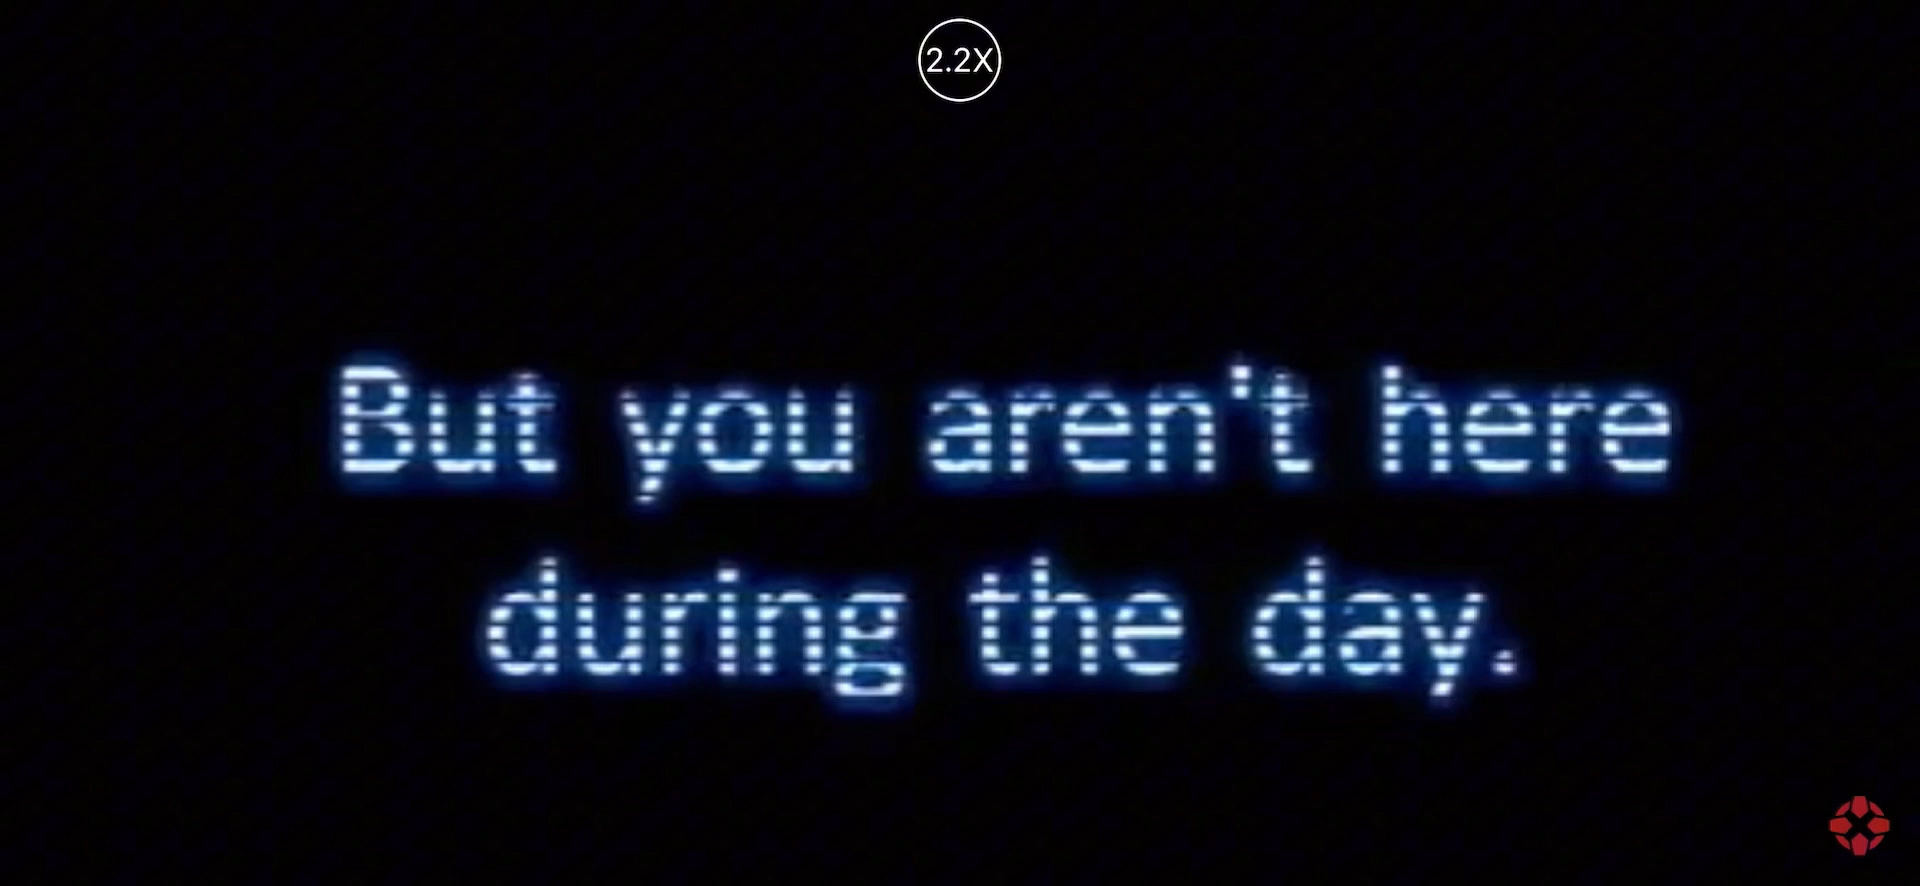 2.2X
But you aren't here
during the day.